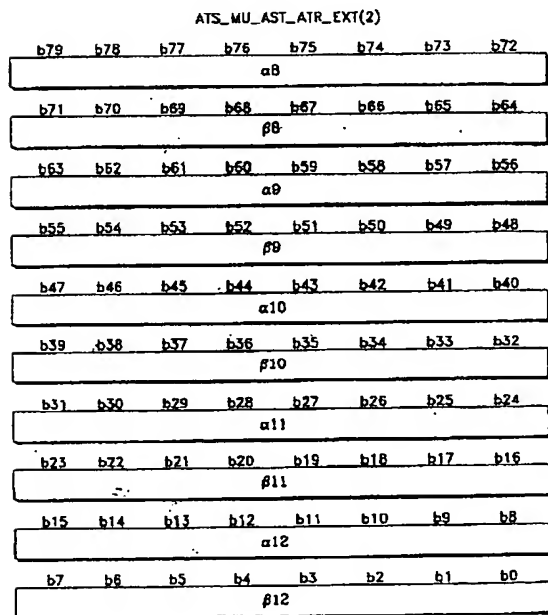 ATS_MU_AST_ATR_EXT(2)
b79 b78 b77 b76 b75 b74 b73 b72
α8
b71 b70 b69 b68 b67 b66 b65 b64
β8
b63 b62 b61 b60 b59 b58 b57 b56
α9
b55 b54 b53 b52 b51 b50 b49 b48
β9
b47 b46 b45 b44 b43 b42 b41 b40
α10
b39 b38 b37 b36 b35 b34 b33 b32
β10
b31 b30 b29 b28 b27 b26 b25 b24
α11
b23 b22 b21 b20 b19 b18 b17 b16
β11
b15 b14 b13 b12 b11 b10 b9 b8
α12
b7 b6 b5 b4 b3 b2 b1 b0
β12